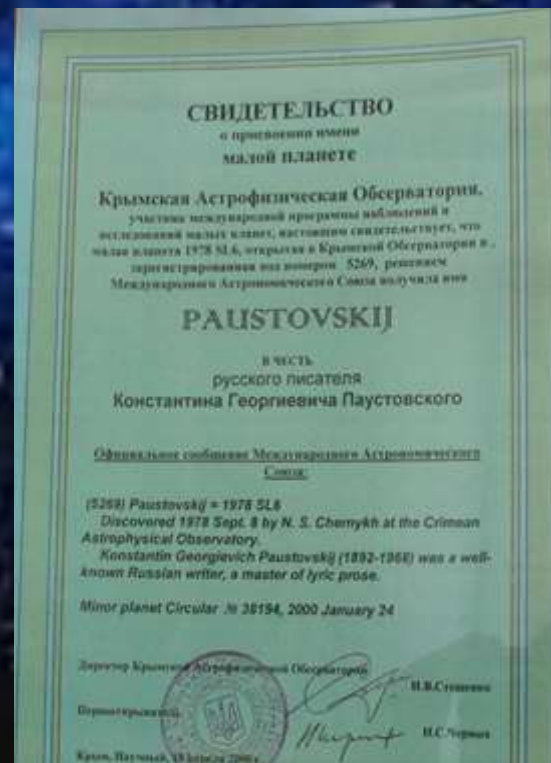 СВИДЕТЕЛЬСТВО
о присвоении имени
малой планете
Крымская Астрофизическая Обсерватория,
участник международной программы наблюдений и
исследований малых планет, настоящим свидетельствует, что
малая планета 1978 SL6, открытая в Крымской Обсерватории и
зарегистрированная под номером 5269, решением
Международного Астрономического Союза получила имя
PAUSTOVSKIJ
в честь
русского писателя
Константина Георгиевича Паустовского
Официальное сообщение Международного Астрономического
Союза:
(5269) Paustovskij = 1978 SL6
Discovered 1978 Sept. 8 by N. S. Chernykh at the Crimean
Astrophysical Observatory.
Konstantin Georgievich Paustovskij (1892-1968) was a well-
known Russian writer, a master of lyric prose.
Minor planet Circular № 38194, 2000 January 24
Директор Крымской Астрофизической Обсерватории
Н.В.Стешенко
Первооткрыватель
Н.С.Черных
Крым, Научный, 2000 г.